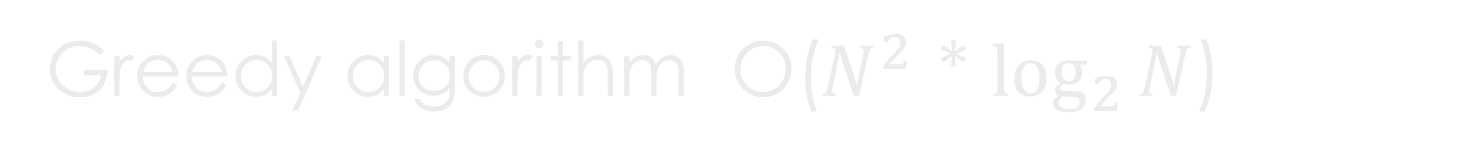 Greedy algorithm O(N² * log₂ N)